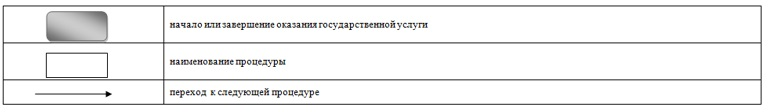 начало или завершение оказания государственной услуги
наименование процедуры
переход к следующей процедуре